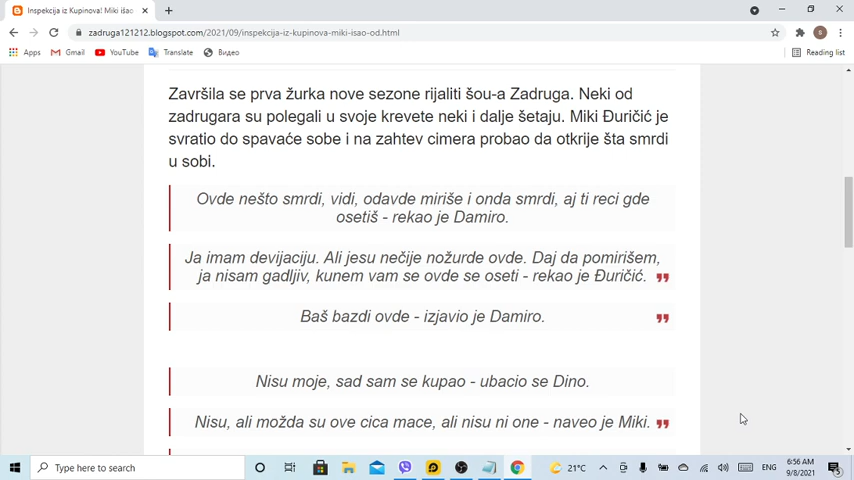 Inspekcija iz Kupinova! Miki isao
zadruga121212.blogspot.com/2021/09/inspekcija-iz-kupinova-miki-isao-od.html
Apps
Gmail
YouTube
Translate
Видео
Reading list
Završila se prva žurka nove sezone rijaliti šou-a Zadruga. Neki od
zadrugara su polegali u svoje krevete neki i dalje šetaju. Miki Đuričić je
svratio do spavaće sobe i na zahtev cimera probao da otkrije šta smrdi
u sobi.
Ovde nešto smrdi, vidi, odavde miriše i onda smrdi, aj ti reci gde
osetiš - rekao je Damiro.
Ja imam devijaciju. Ali jesu nečije nožurde ovde. Daj da pomirišem,
ja nisam gadljiv, kunem vam se ovde se oseti - rekao je Đuričić.
Baš bazdi ovde - izjavio je Damiro.
Nisu moje, sad sam se kupao - ubacio se Dino.
Nisu, ali možda su ove cica mace, ali nisu ni one - naveo je Miki.
Type here to search
21°C
ENG
6:56 AM
9/8/2021